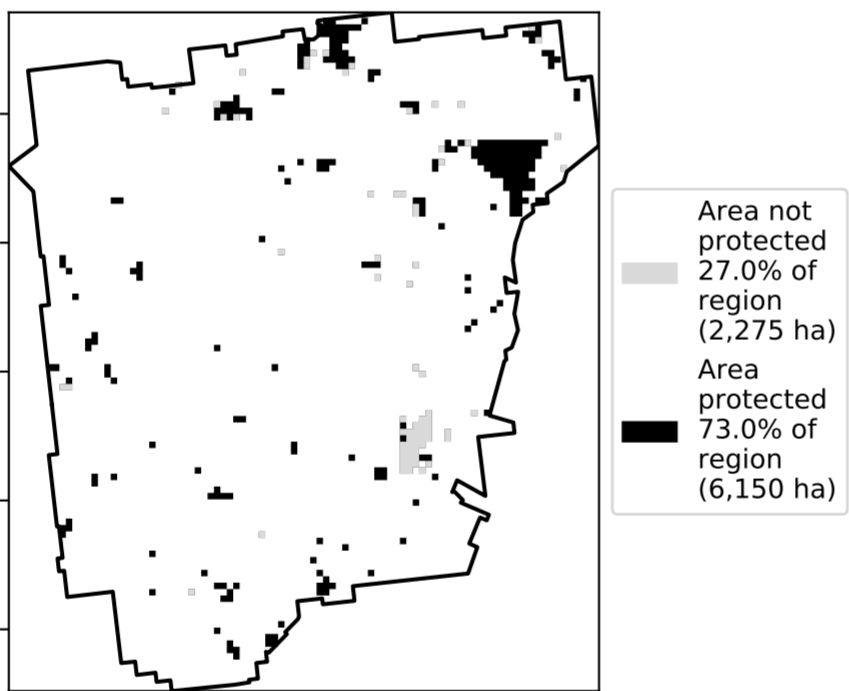 Area not
protected
27.0% of
region
(2,275 ha)
Area
protected
73.0% of
region
(6,150 ha)